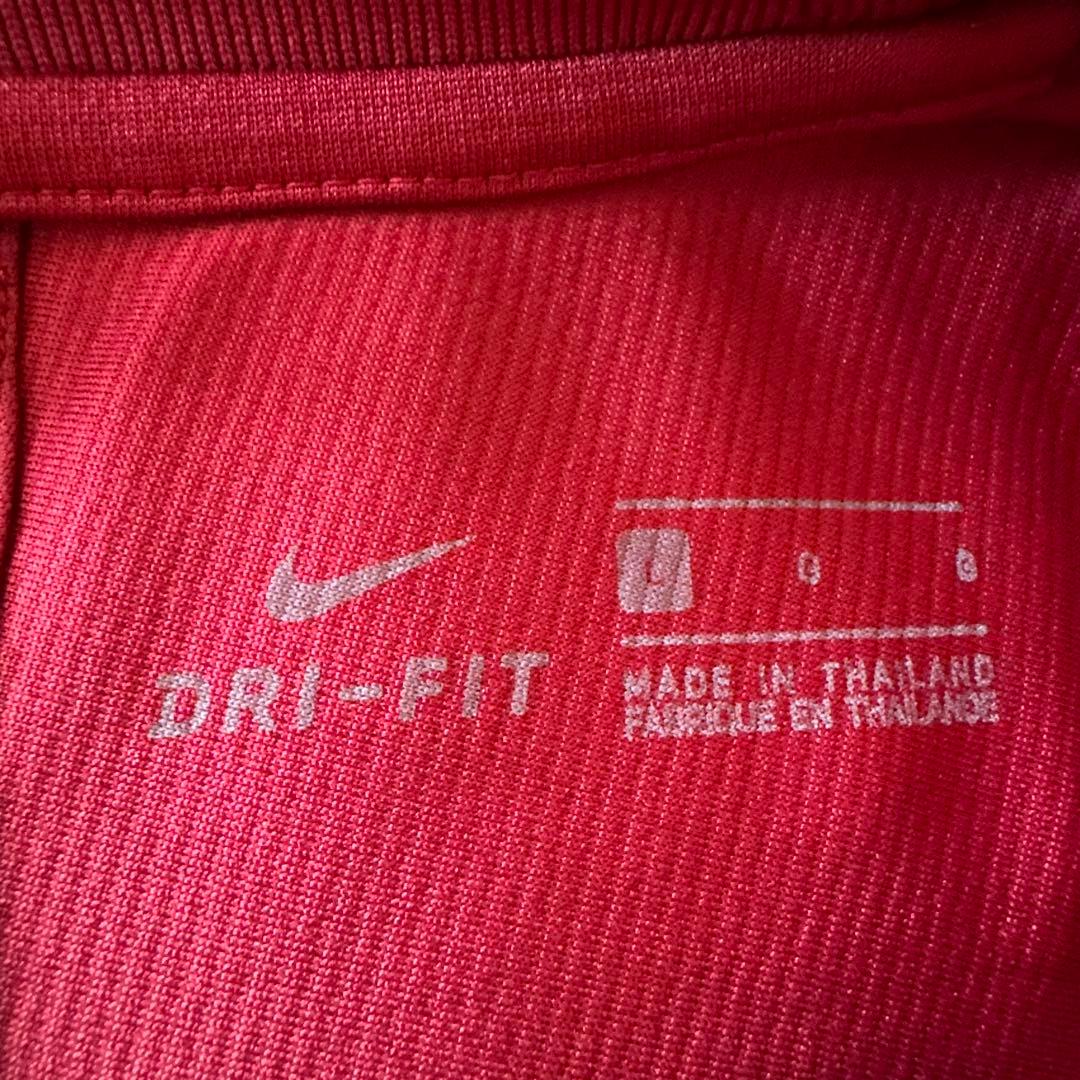 DRI-FIT
L G G
MADE IN THAILAND
FABRIQUE EN THAILANDE